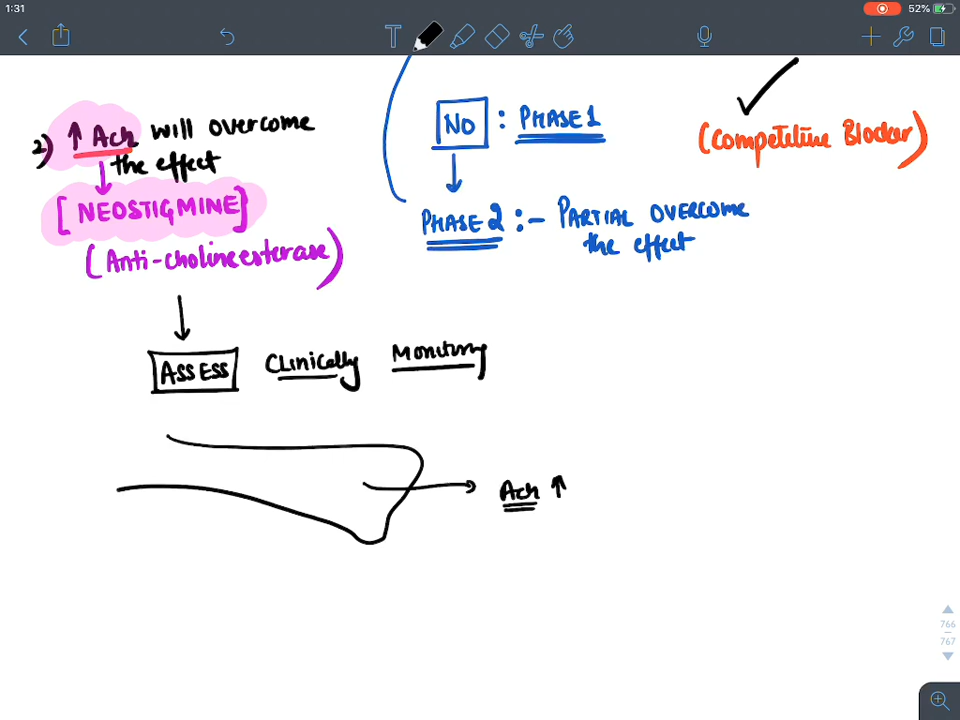 1:31
52%
T
2) ↑ Ach will overcome
the effect
[NEOSTIGMINE]
(Anti-cholineesterase)
NO : PHASE 1
PHASE 2 :- PARTIAL OVERCOME
the effect
(Competitive Blocker)
ASSESS Clinically Monitoring
Ach ↑
766
767